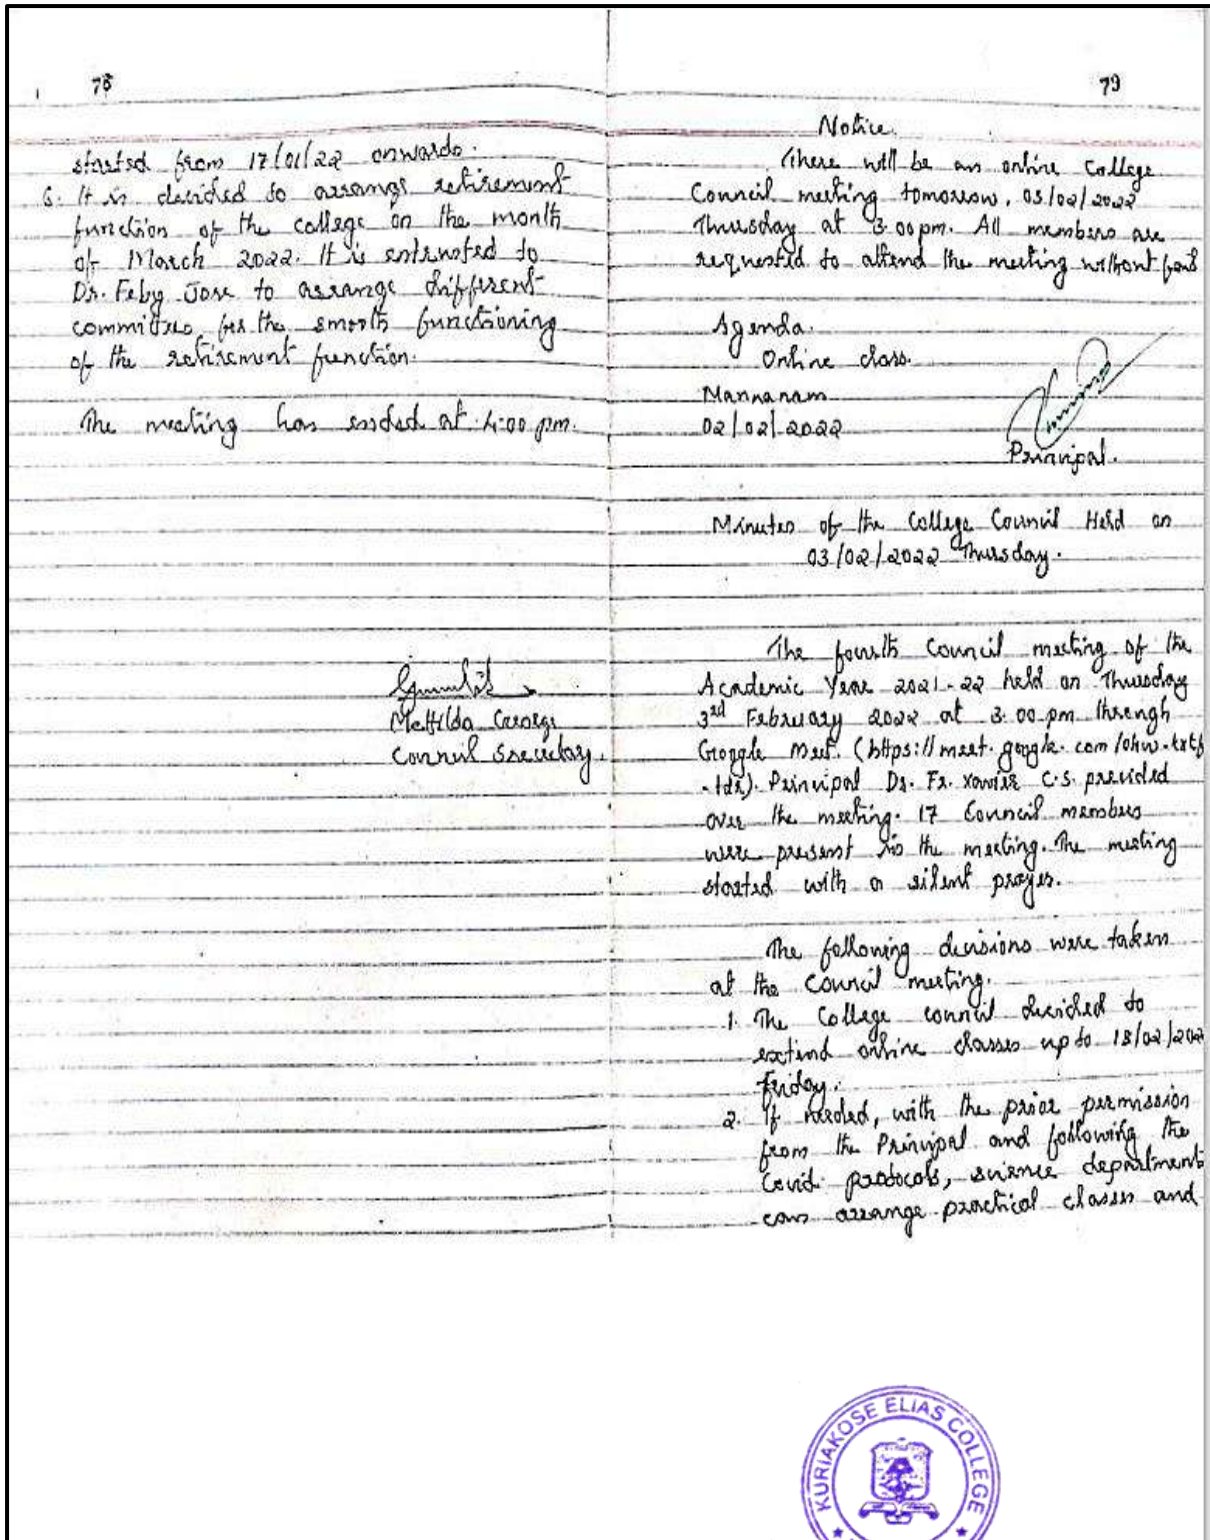 78
started from 17/01/22 onwards.
6. It is decided to arrange retirement
function of the college on the month
of March 2022. It is entrusted to
Dr. Feby Jose to arrange different
committees for the smooth functioning
of the retirement function.
The meeting has ended at 4:00 pm.
Mettilda George
Council Secretary.
79
Notice.
There will be an online College
Council meeting tomorrow, 03/02/2022
Thursday at 3.00pm. All members are
requested to attend the meeting without
Agenda.
Online class.
Mannanam
02/02/2022
Principal.
Minutes of the College Council Held on
03/02/2022 Thursday.
The fourth Council meeting of the
Academic Year 2021-22 held on Thursday
3rd February 2022 at 3.00 pm through
Google Meet. (https://meet.google.com/
Principal Dr. Fr. Xavier C.S. presided
over the meeting. 17 Council members
were present in the meeting. The meeting
started with a silent prayer.
The following decisions were taken
at the Council meeting.
1. The College council decided to
extend online classes up to 18/02/202
Friday.
2. If needed, with the prior permission
from the Principal and following the
Covid protocols, science department
can arrange practical classes and
KURIAKOSE ELIAS COLLEGE